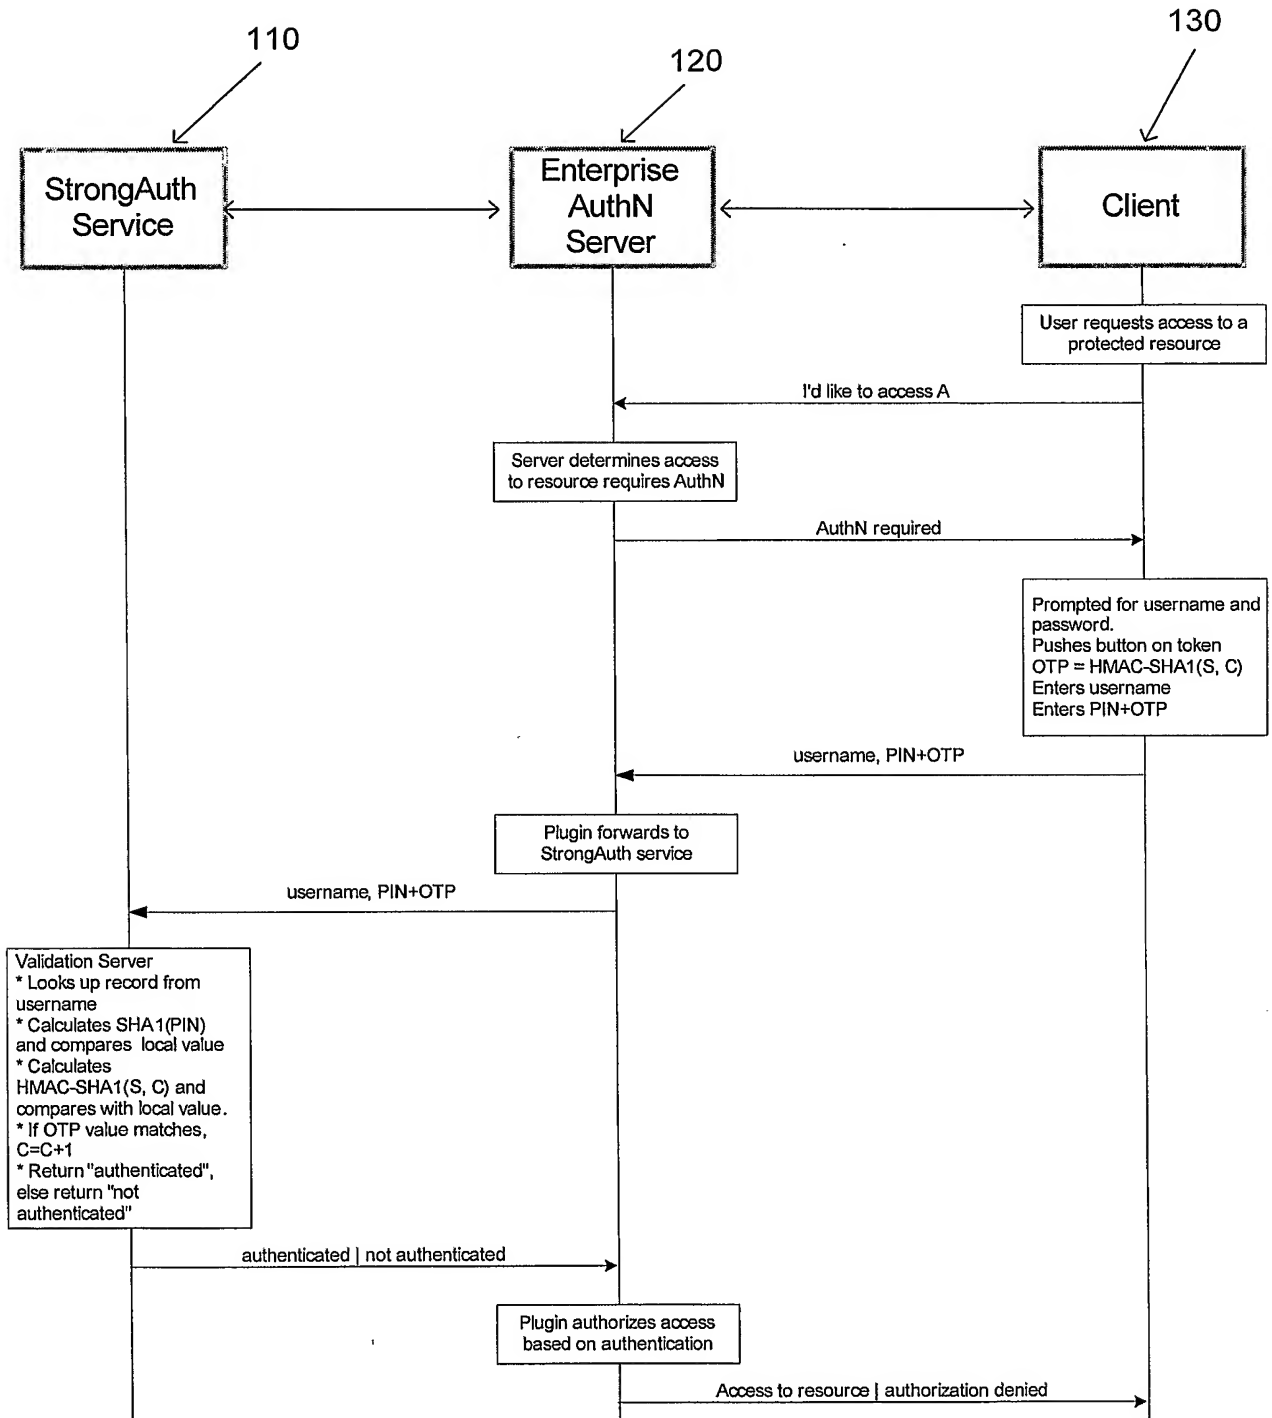 110
120
130
StrongAuth
Service
Enterprise
AuthN
Server
Client
User requests access to a
protected resource
I'd like to access A
Server determines access
to resource requires AuthN
AuthN required
Prompted for username and
password.
Pushes button on token
OTP = HMAC-SHA1(S, C)
Enters username
Enters PIN+OTP
username, PIN+OTP
Plugin forwards to
StrongAuth service
username, PIN+OTP
Validation Server
* Looks up record from
username
* Calculates SHA1(PIN)
and compares local value
* Calculates
HMAC-SHA1(S, C) and
compares with local value.
* If OTP value matches,
C=C+1
* Return "authenticated",
else return "not
authenticated"
authenticated | not authenticated
Plugin authorizes access
based on authentication
Access to resource | authorization denied